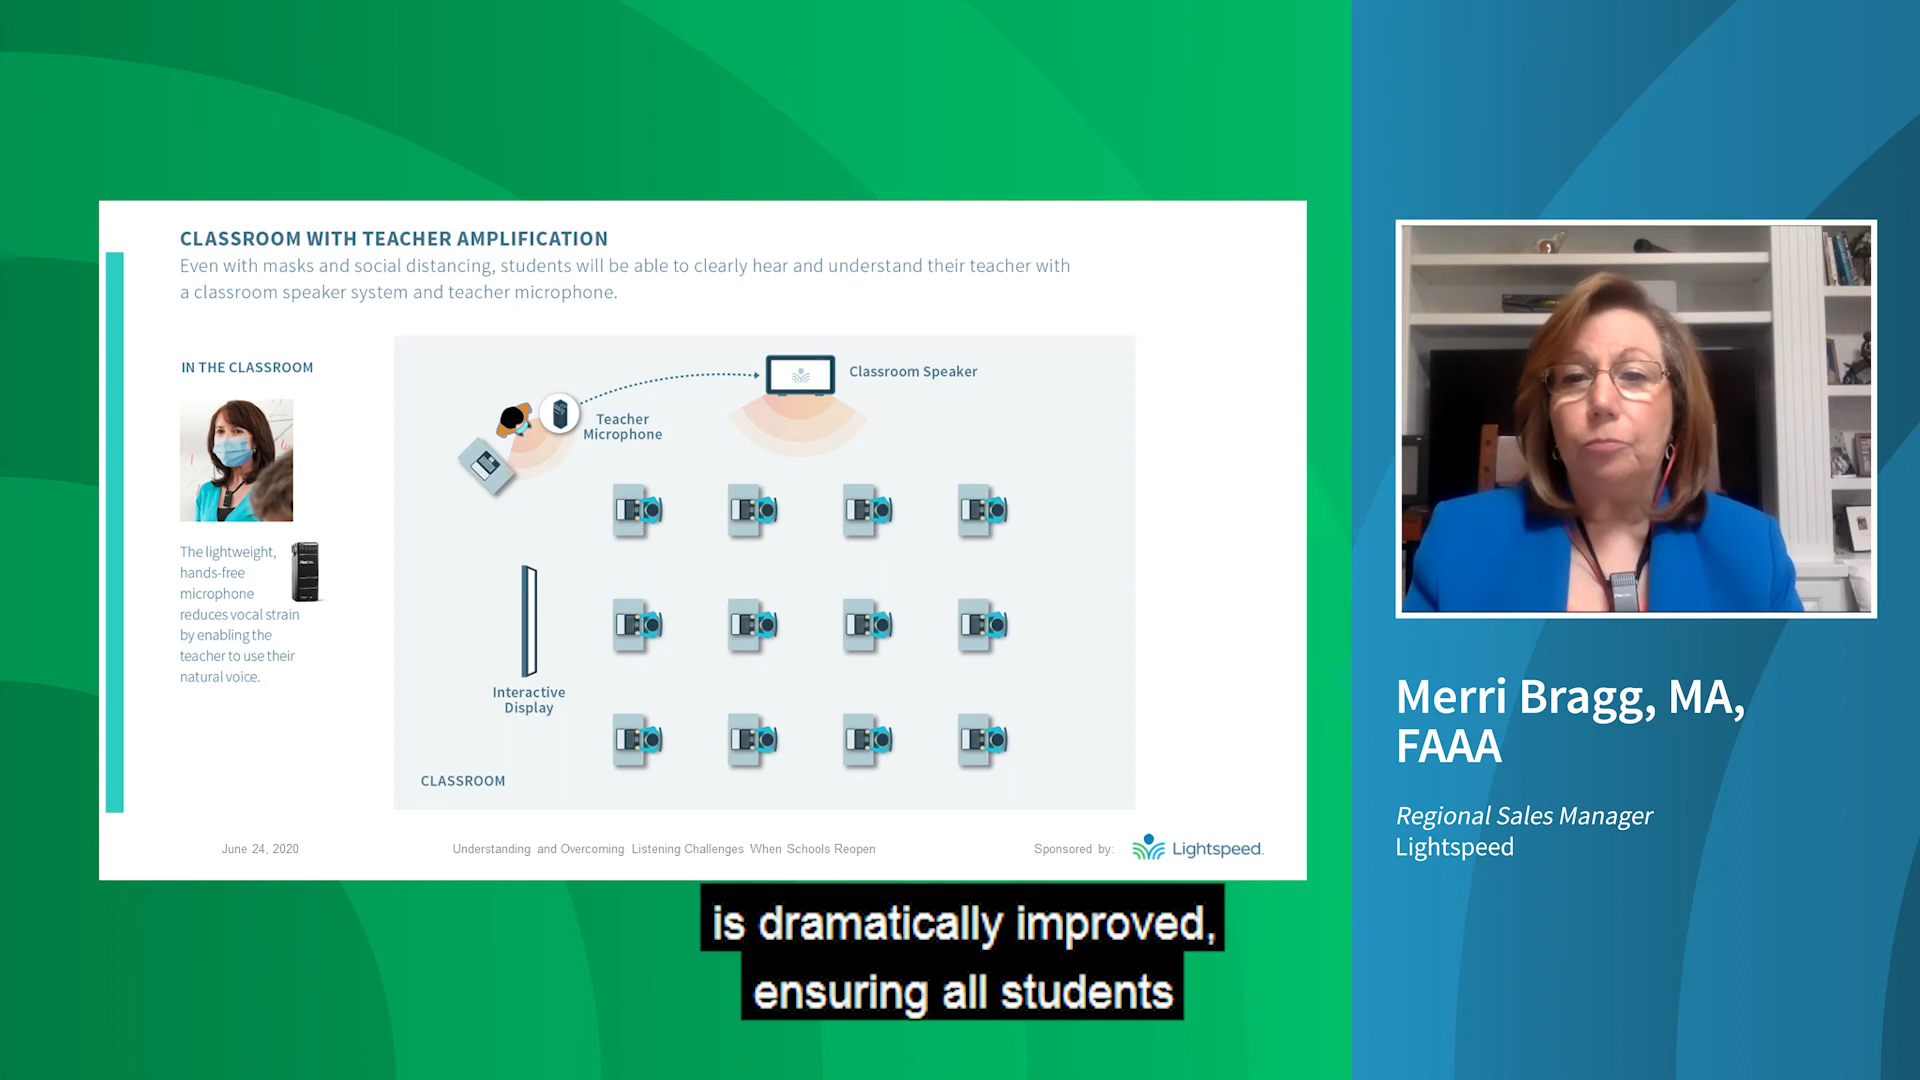 CLASSROOM WITH TEACHER AMPLIFICATION
Even with masks and social distancing, students will be able to clearly hear and understand their teacher with
a classroom speaker system and teacher microphone.
IN THE CLASSROOM
The lightweight,
hands-free
microphone
reduces vocal strain
by enabling the
teacher to use their
natural voice.
Classroom Speaker
Teacher
Microphone
Interactive
Display
CLASSROOM
June 24, 2020
Understanding and Overcoming Listening Challenges When Schools Reopen
Sponsored by:
Lightspeed.
Merri Bragg, MA,
FAAA
Regional Sales Manager
Lightspeed
is dramatically improved,
ensuring all students